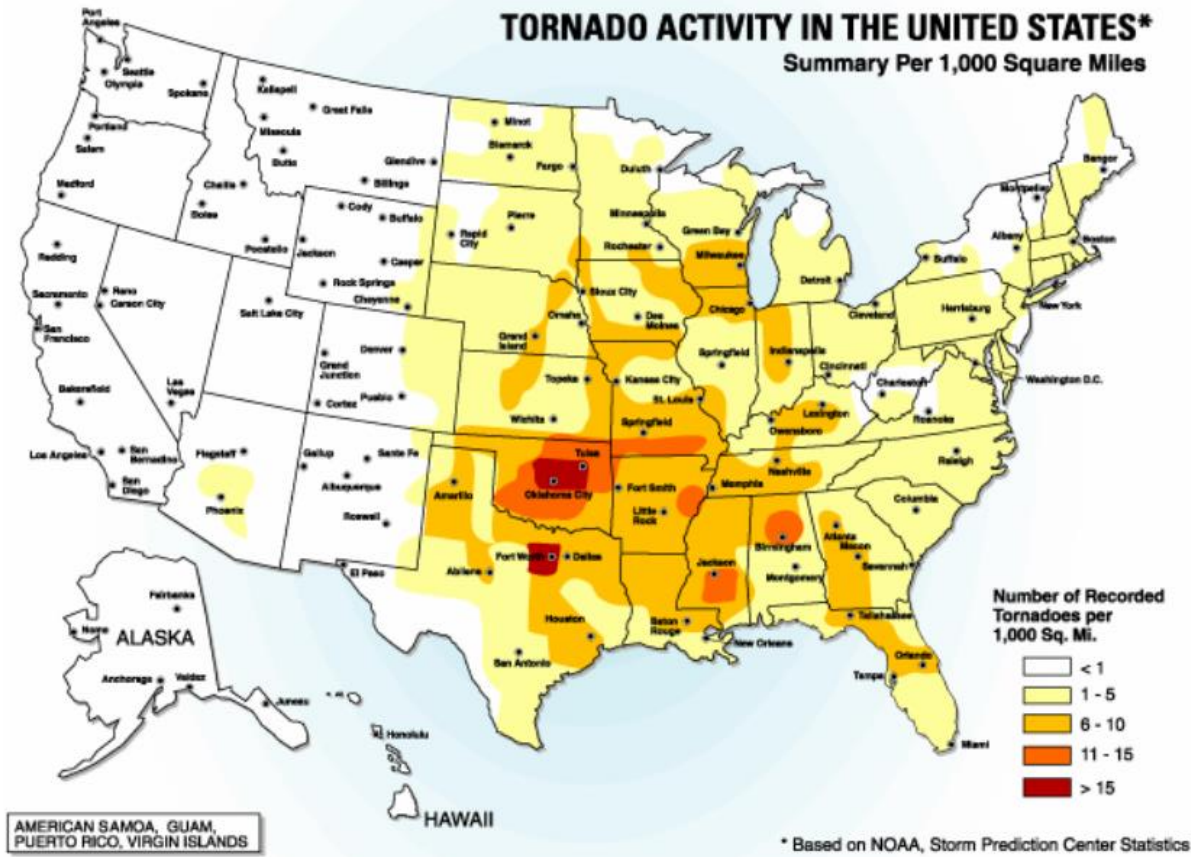 TORNADO ACTIVITY IN THE UNITED STATES*
Summary Per 1,000 Square Miles
Port
Angeles
Seattle
Olympia
Spokane
Portland
Salem
Medford
Kalispell
Great Falls
Missoula
Butte
Glendive
Billings
Challis
Boise
Pocatello
Cody
Buffalo
Jackson
Casper
Rock Springs
Cheyenne
Minot
Bismarck
Fargo
Pierre
Rapid
City
Duluth
Minneapolis
Rochester
Green Bay
Milwaukee
Redding
Sacramento
San
Francisco
Bakersfield
Los Angeles
San
Bernadino
San
Diego
Reno
Carson City
Las
Vegas
Salt Lake City
Denver
Grand
Junction
Pueblo
Cortez
Flagstaff
Phoenix
Gallup
Santa Fe
Albuquerque
Roswell
El Paso
Sioux City
Omaha
Des
Moines
Grand
Island
Topeka
Wichita
Kansas City
St. Louis
Springfield
Chicago
Springfield
Indianapolis
Detroit
Cleveland
Cincinnati
Charleston
Lexington
Owensboro
Roanoke
Montpelier
Bangor
Albany
Boston
Buffalo
New York
Harrisburg
Washington D.C.
Tulsa
Oklahoma City
Amarillo
Fort Smith
Little
Rock
Memphis
Nashville
Raleigh
Columbia
Atlanta
Macon
Savannah
Birmingham
Montgomery
Jackson
Fort Worth
Dallas
Abilene
Houston
San Antonio
Baton
Rouge
New Orleans
Tallahassee
Orlando
Tampa
Miami
Fairbanks
Nome
ALASKA
Anchorage
Valdez
Juneau
Honolulu
HAWAII
Number of Recorded
Tornadoes per
1,000 Sq. Mi.
< 1
1 - 5
6 - 10
11 - 15
> 15
AMERICAN SAMOA, GUAM,
PUERTO RICO, VIRGIN ISLANDS
* Based on NOAA, Storm Prediction Center Statistics